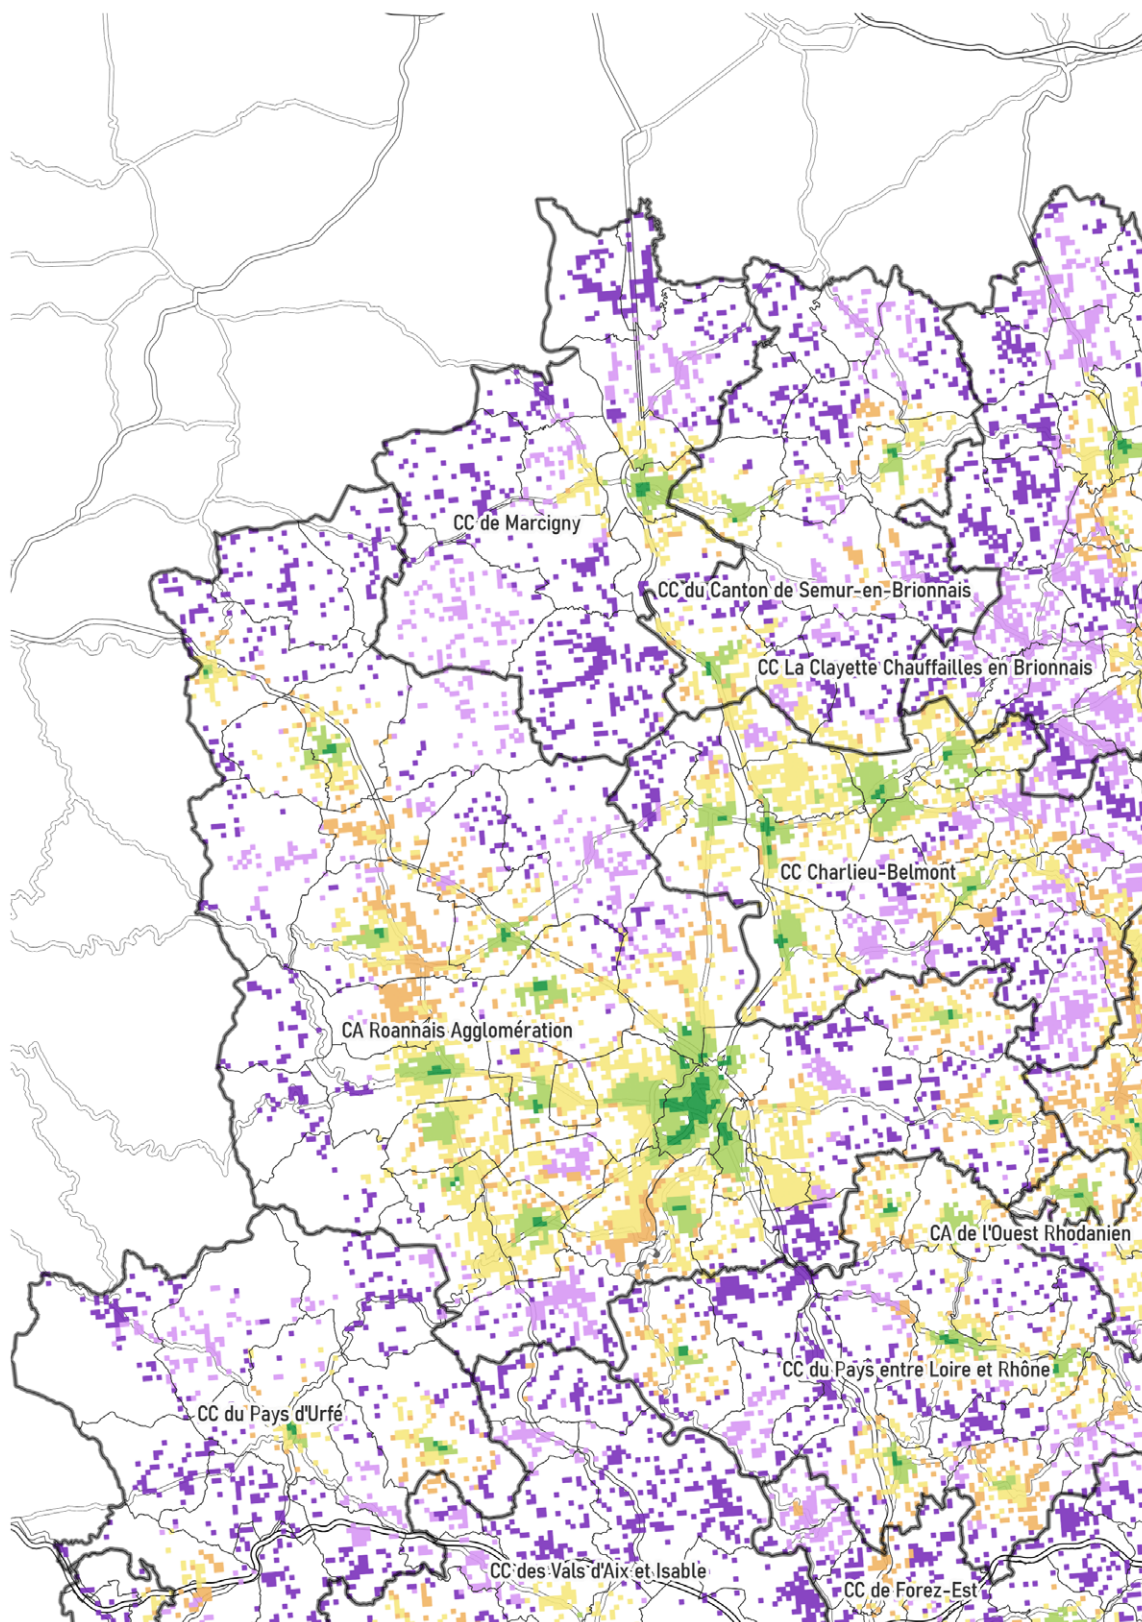 CC de Marcigny
CC du Canton de Semur-en-Brionnais
CC La Clayette Chauffailles en Brionnais
CC Charlieu-Belmont
CA Roannais Agglomération
CA de l'Ouest Rhodanien
CC du Pays entre Loire et Rhône
CC du Pays d'Urfé
CC des Vals d'Aix et Isable
CC de Forez-Est